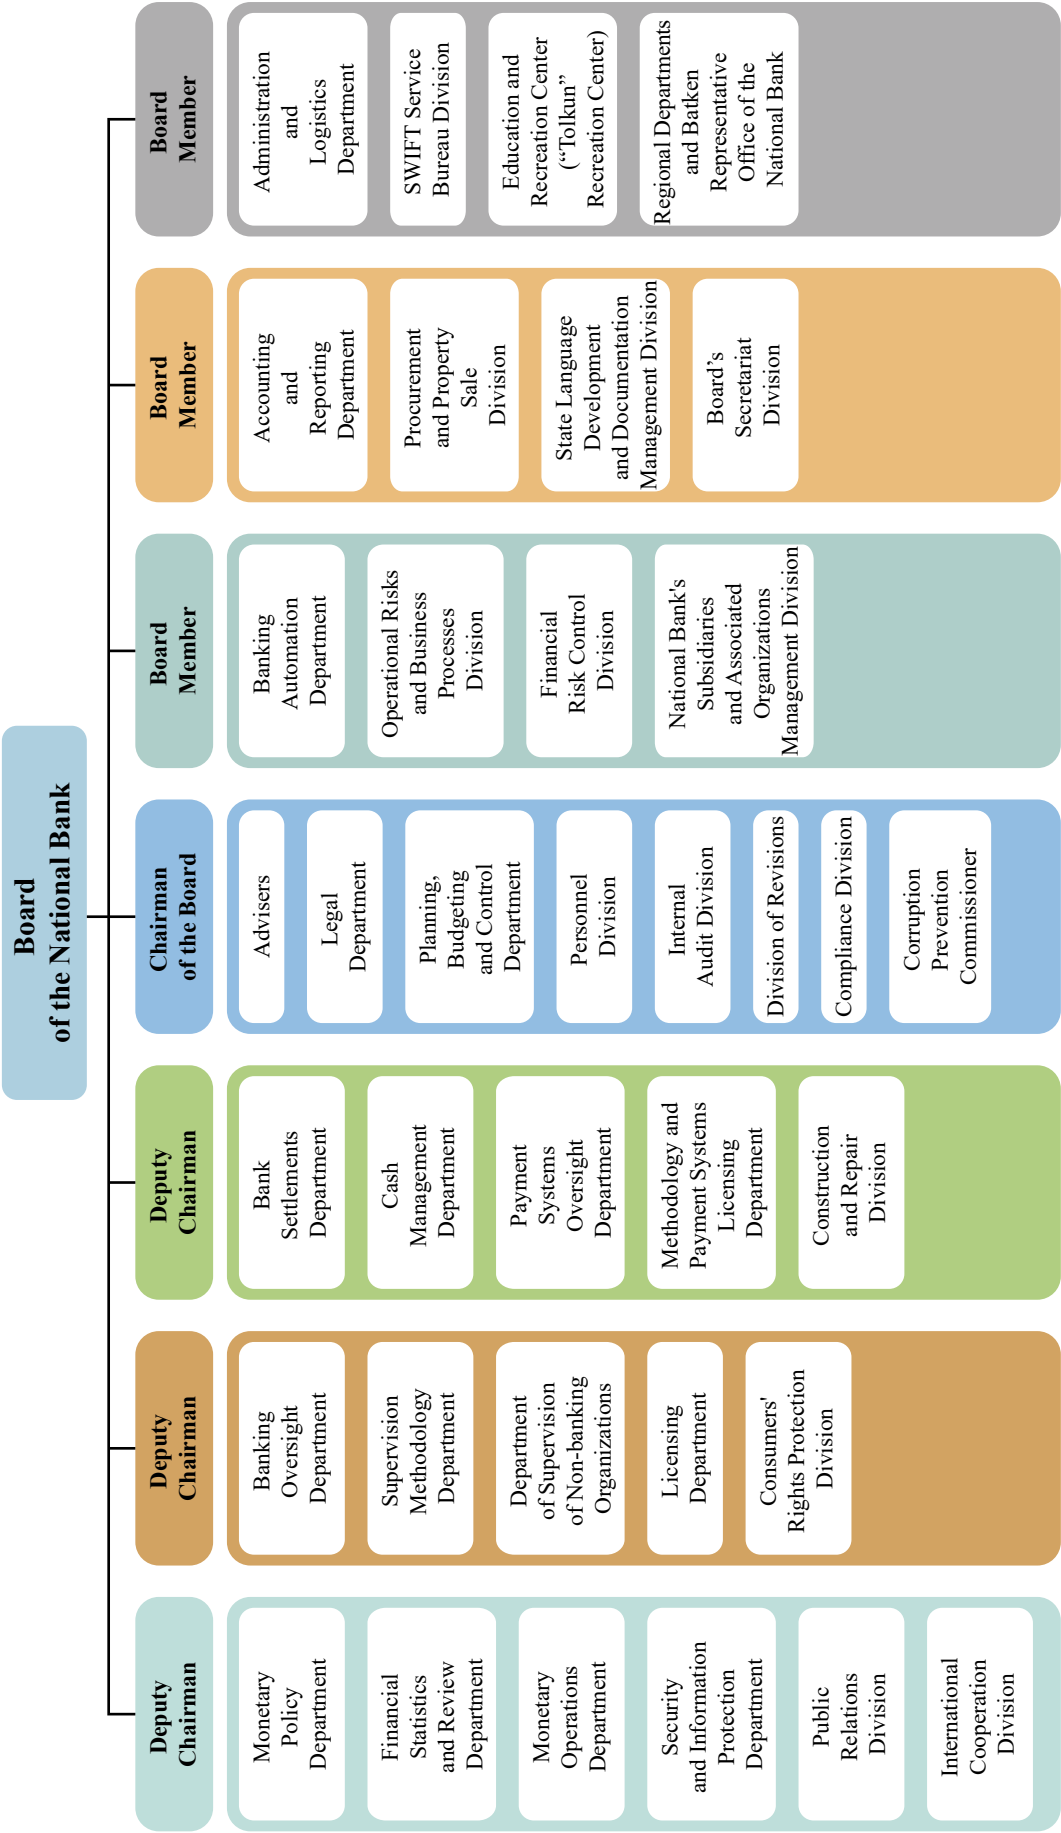 Board
of the National Bank
Deputy
Chairman
Monetary
Policy
Department
Financial
Statistics
and Review
Department
Monetary
Operations
Department
Security
and Information
Protection
Department
Public
Relations
Division
International
Cooperation
Division
Deputy
Chairman
Banking
Oversight
Department
Supervision
Methodology
Department
Department
of Supervision
of Non-banking
Organizations
Licensing
Department
Consumers'
Rights Protection
Division
Deputy
Chairman
Bank
Settlements
Department
Cash
Management
Department
Payment
Systems
Oversight
Department
Methodology and
Payment Systems
Licensing
Department
Construction
and Repair
Division
Chairman
of the Board
Advisers
Legal
Department
Planning,
Budgeting
and Control
Department
Personnel
Division
Internal
Audit Division
Division of Revisions
Compliance Division
Corruption
Prevention
Commissioner
Board
Member
Banking
Automation
Department
Operational Risks
and Business
Processes
Division
Financial
Risk Control
Division
National Bank's
Subsidiaries
and Associated
Organizations
Management Division
Board
Member
Accounting
and
Reporting
Department
Procurement
and Property
Sale
Division
State Language
Development
and Documentation
Management Division
Board’s
Secretariat
Division
Board
Member
Administration
and
Logistics
Department
SWIFT Service
Bureau Division
Education and
Recreation Center
(“Tolkun”
Recreation Center)
Regional Departments
and Batken
Representative
Office of the
National Bank